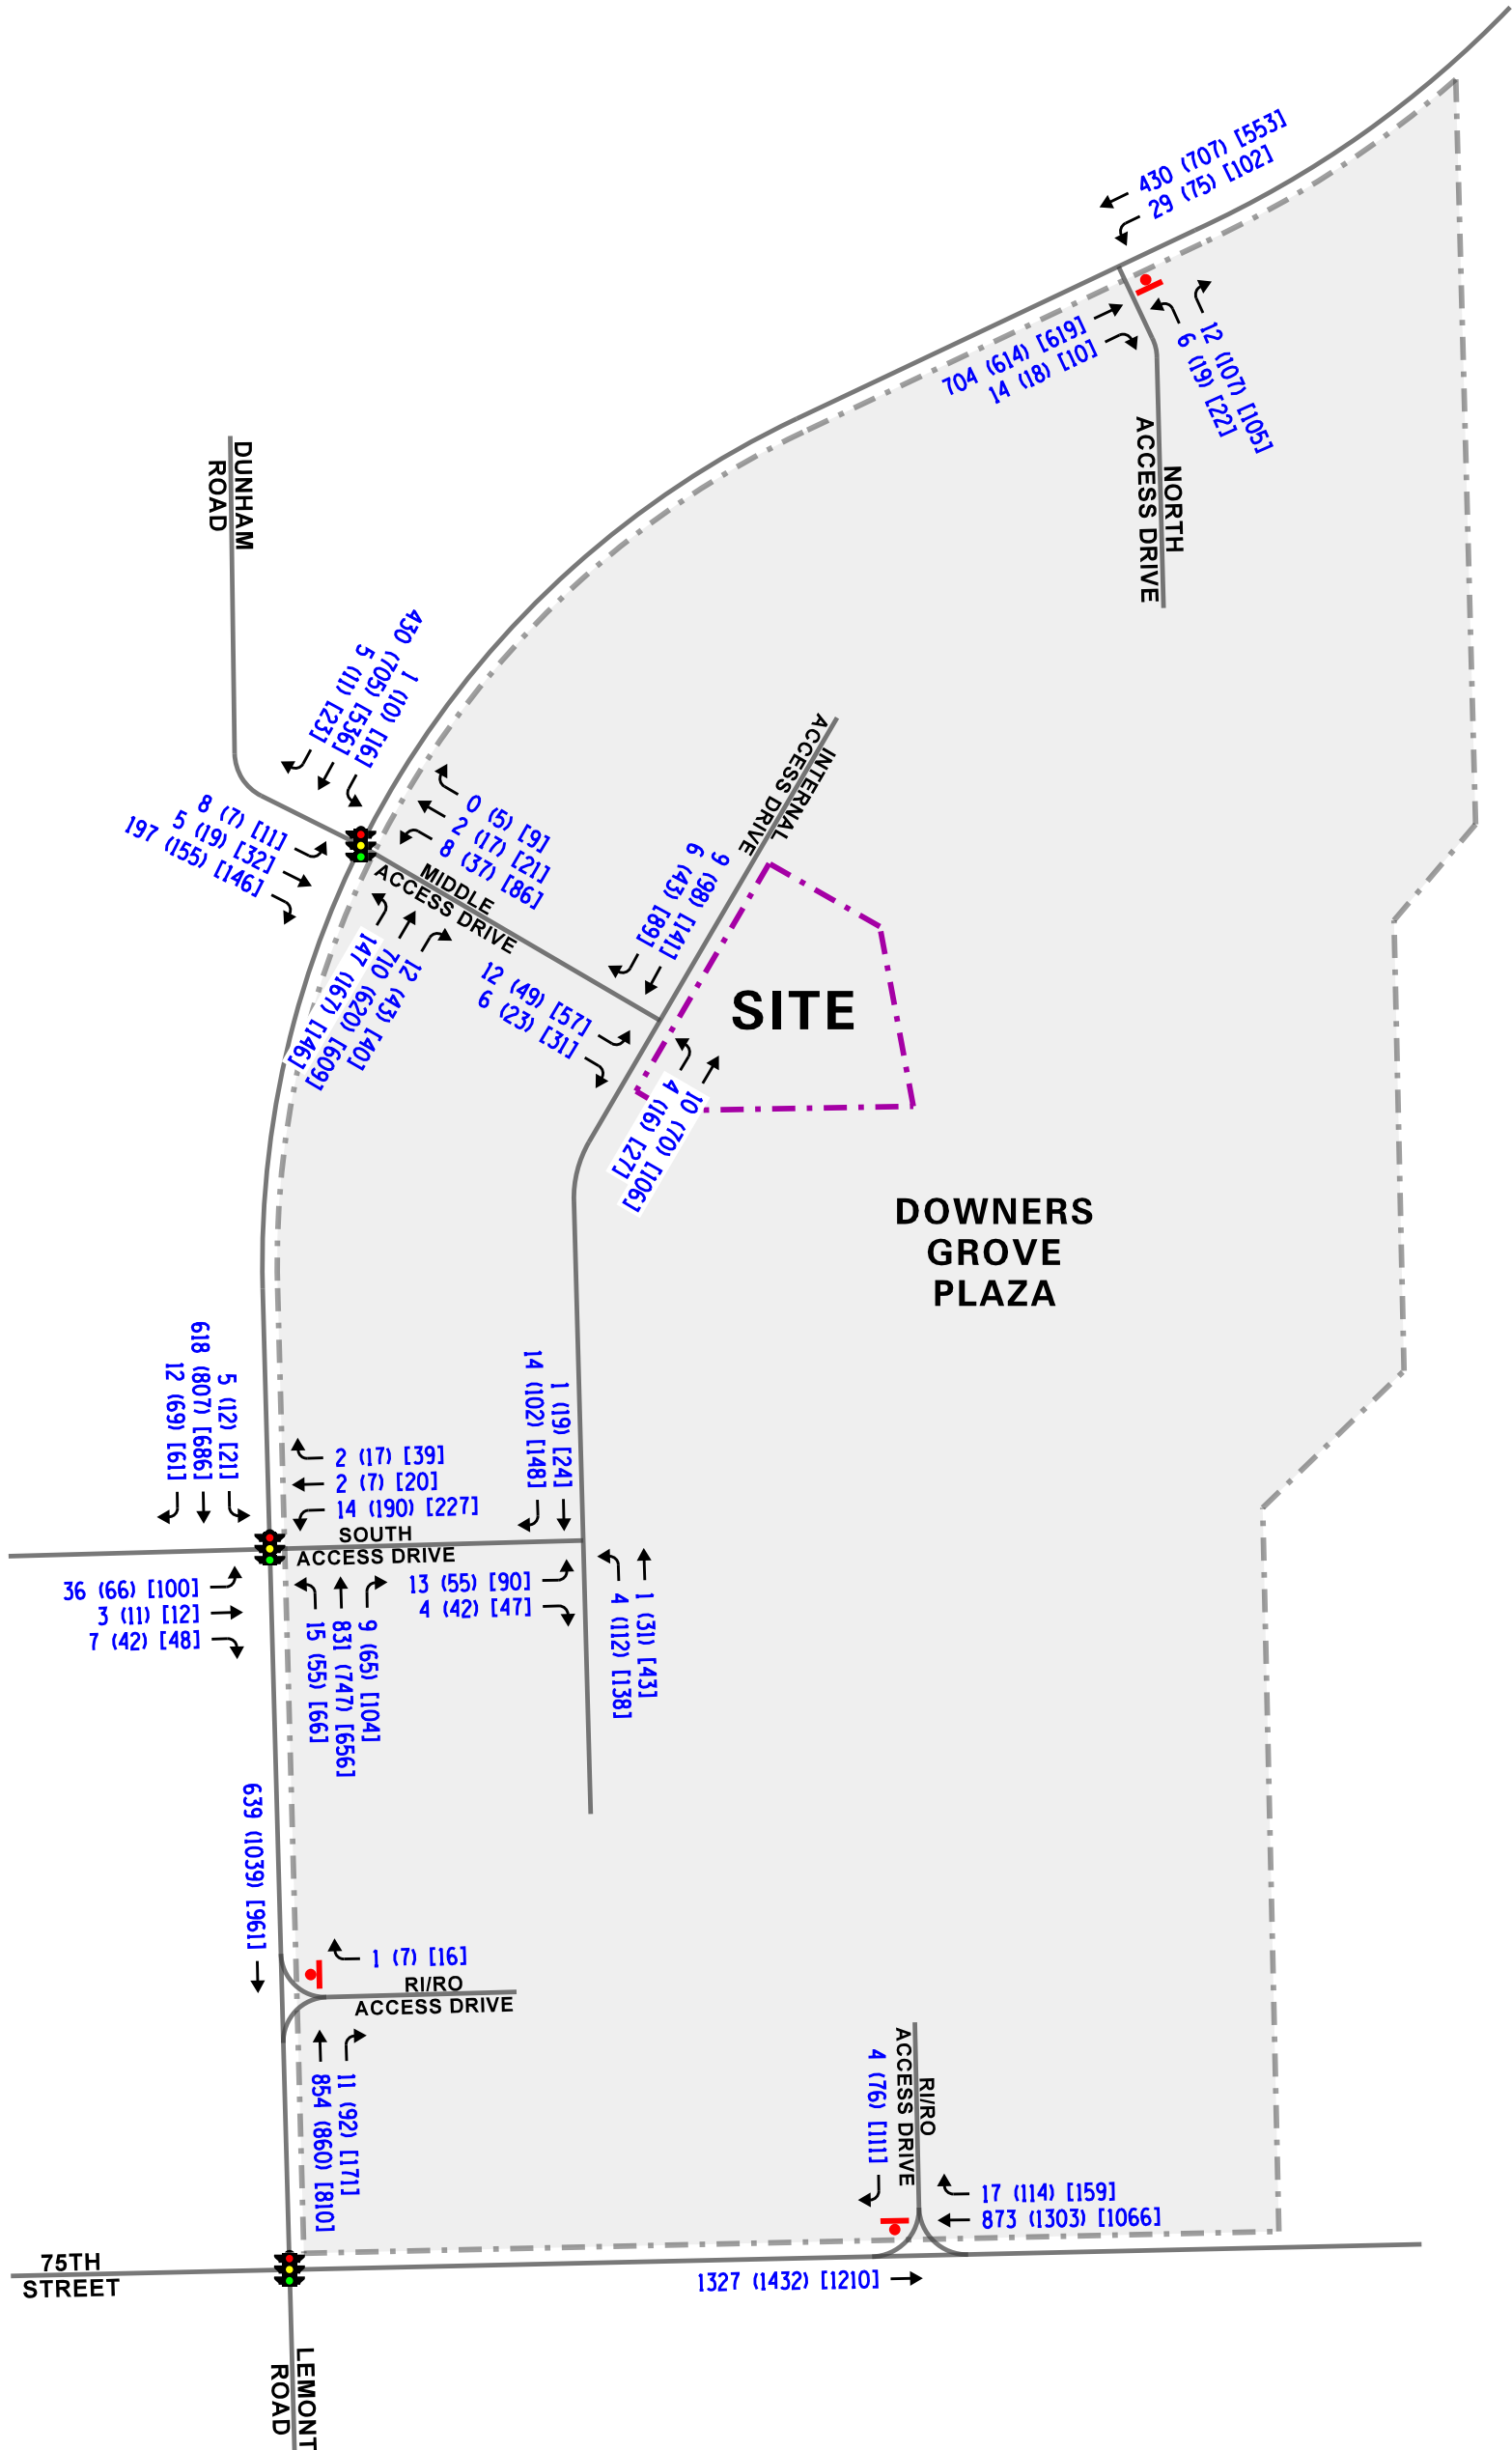 430 (707) [553]
29 (75) [102]
704 (614) [619]
14 (18) [10]
12 (107) [105]
6 (19) [22]
NORTH
ACCESS DRIVE
DUNHAM
ROAD
430 (705) [536]
1 (10) [16]
5 (11) [23]
8 (7) [11]
5 (19) [32]
197 (155) [146]
0 (5) [9]
2 (17) [21]
8 (37) [86]
MIDDLE
ACCESS DRIVE
147 (167) [146]
710 (620) [609]
12 (43) [40]
INTERNAL
ACCESS DRIVE
9 (98) [141]
6 (43) [89]
12 (49) [57]
6 (23) [31]
SITE
10 (70) [106]
4 (16) [27]
DOWNERS
GROVE
PLAZA
5 (12) [21]
618 (807) [686]
12 (69) [61]
2 (17) [39]
2 (7) [20]
14 (190) [227]
SOUTH
ACCESS DRIVE
1 (19) [24]
14 (102) [148]
36 (66) [100]
3 (11) [12]
7 (42) [48]
13 (55) [90]
4 (42) [47]
9 (65) [104]
831 (747) [656]
15 (55) [66]
1 (31) [43]
4 (112) [138]
639 (1039) [961]
1 (7) [16]
RI/RO
ACCESS DRIVE
11 (92) [171]
854 (860) [810]
RI/RO
ACCESS DRIVE
4 (76) [111]
17 (114) [159]
873 (1303) [1066]
1327 (1432) [1210]
75TH
STREET
LEMONT
ROAD